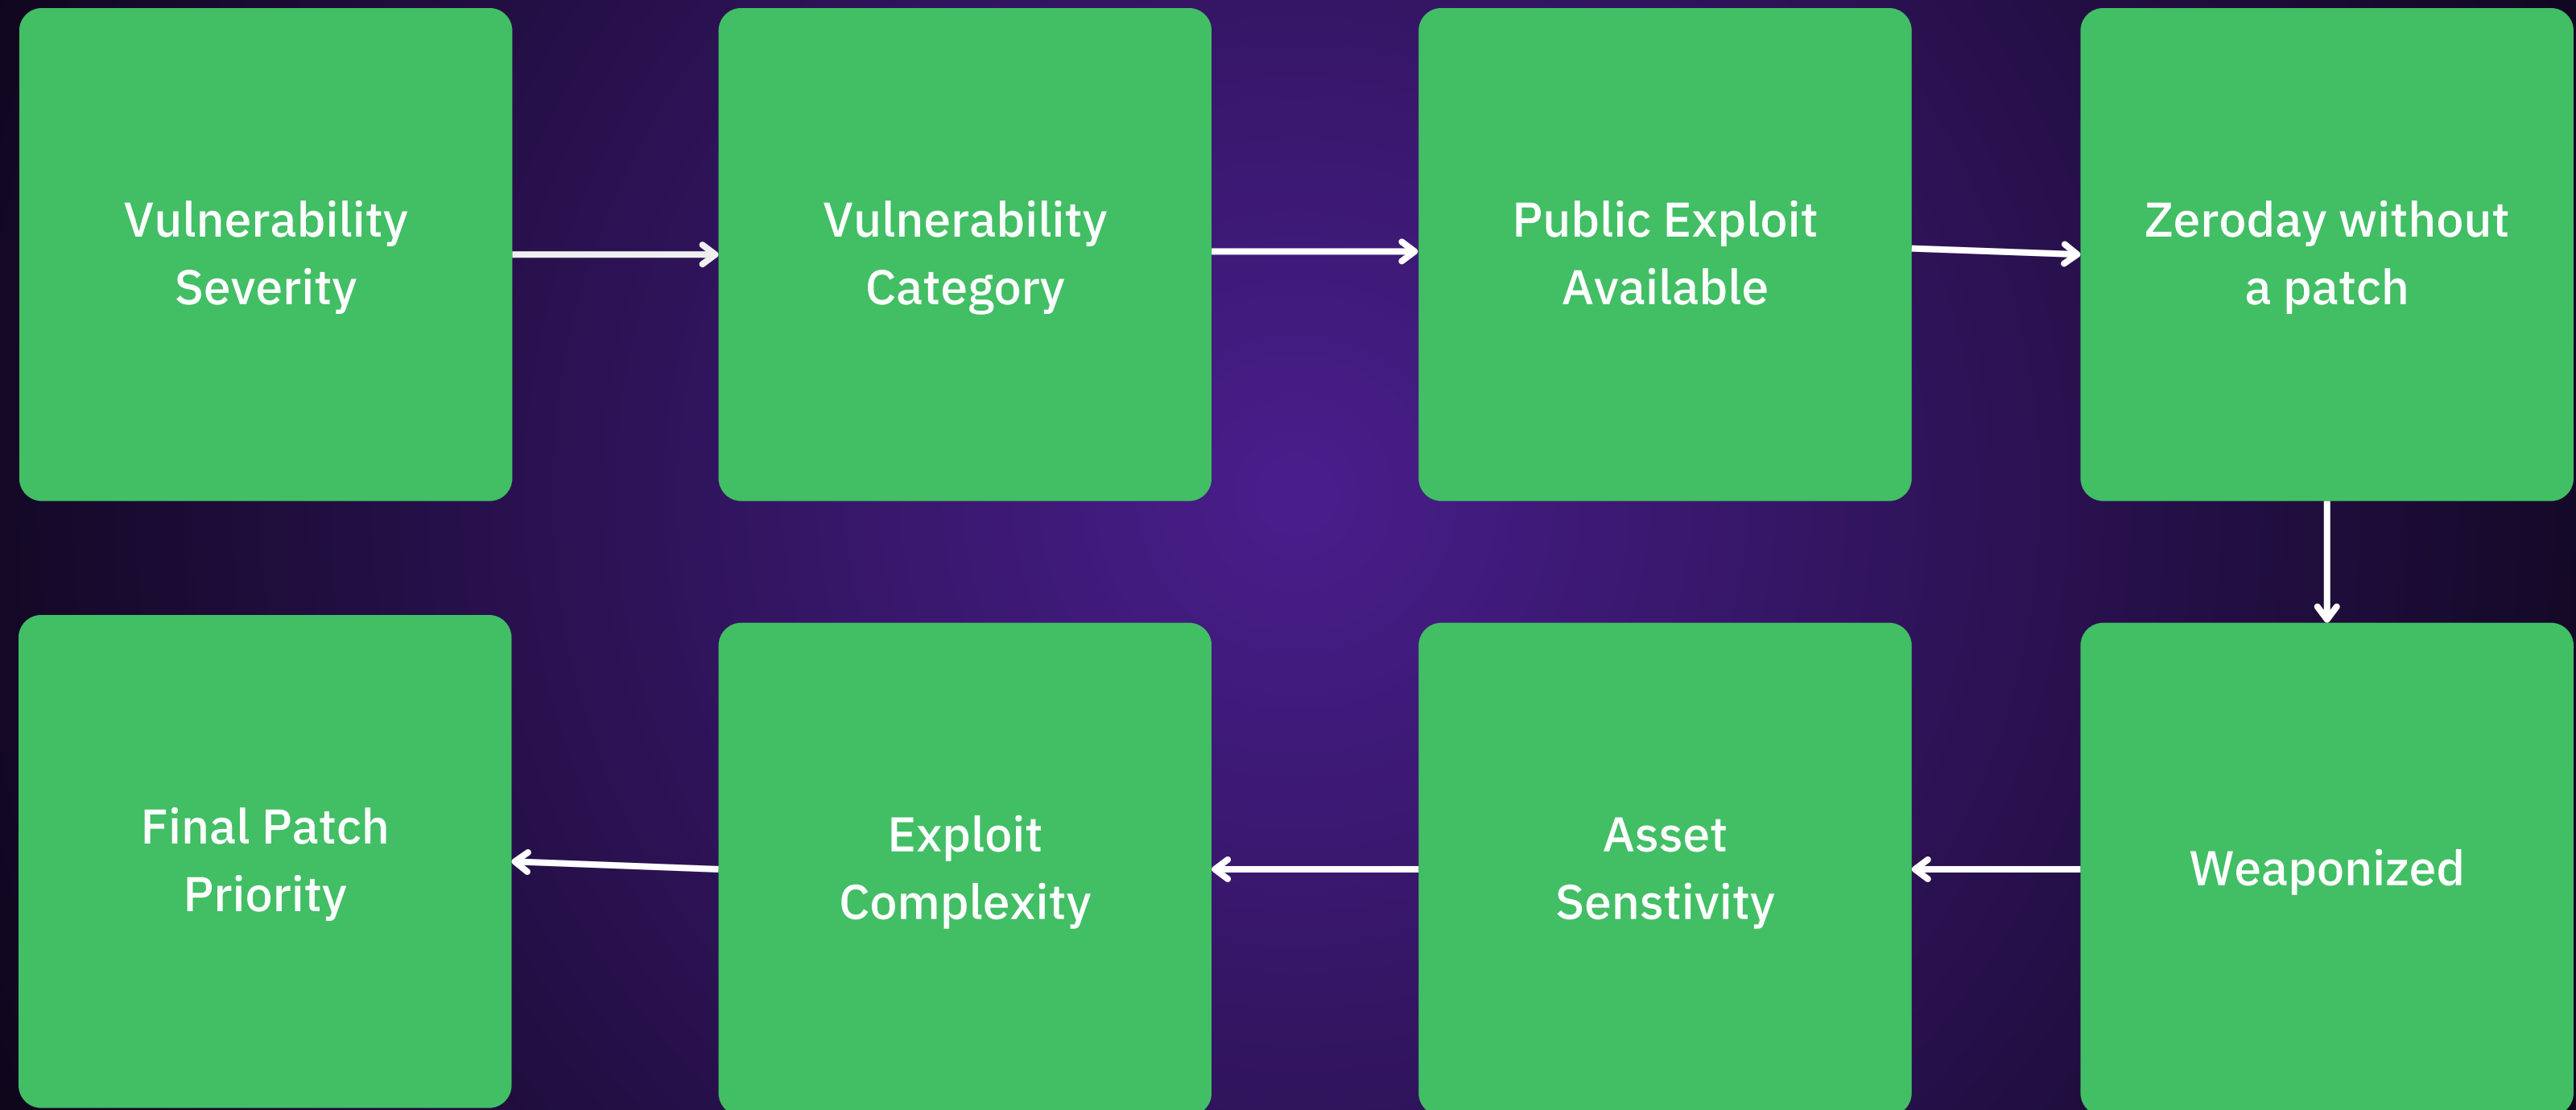 Vulnerability
Severity
Vulnerability
Category
Public Exploit
Available
Zeroday without
a patch
Weaponized
Asset
Senstivity
Exploit
Complexity
Final Patch
Priority